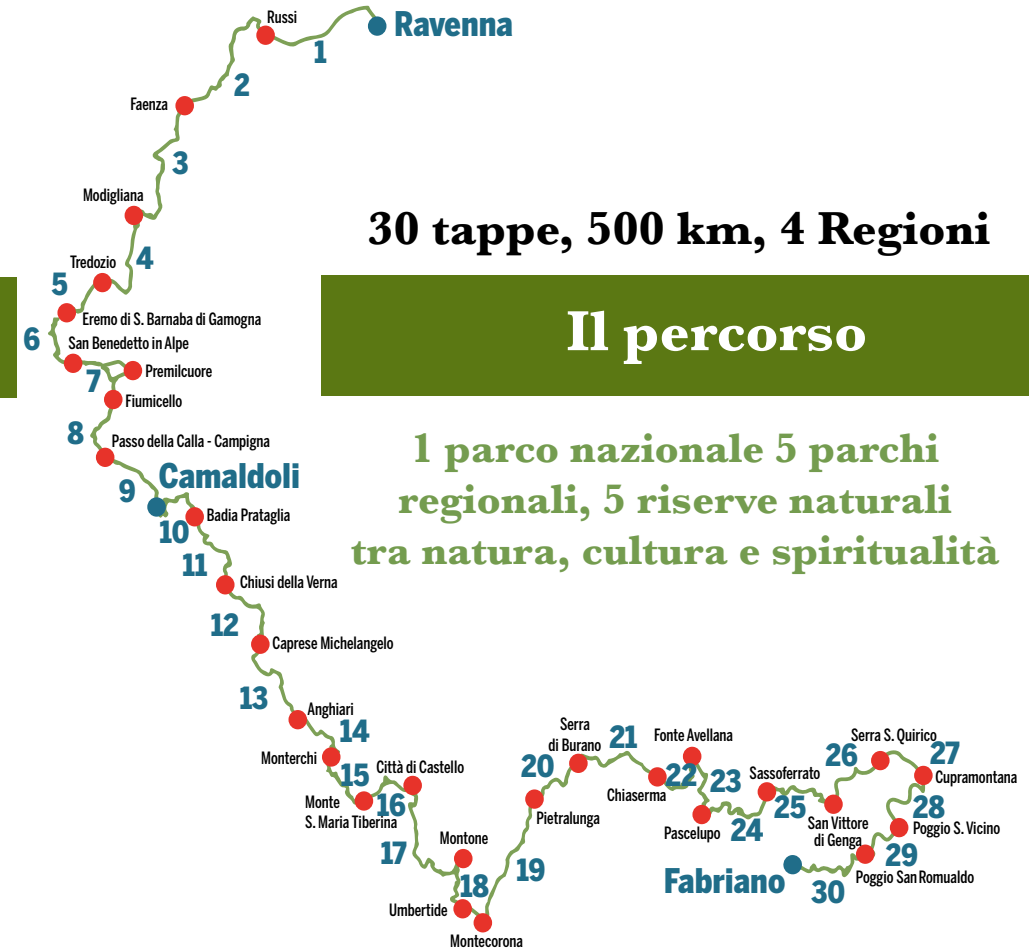 Russi
Ravenna
1
2
Faenza
3
Modigliana
30 tappe, 500 km, 4 Regioni
4
Tredozio
5
Eremo di S. Barnaba di Gamogna
Il percorso
6
San Benedetto in Alpe
7
Premilcuore
Fiumicello
8
Passo della Calla - Campigna
1 parco nazionale 5 parchi
regionali, 5 riserve naturali
tra natura, cultura e spiritualità
9
Camaldoli
10
Badia Prataglia
11
Chiusi della Verna
12
Caprese Michelangelo
13
Anghiari
14
Monterchi
15
Città di Castello
16
Monte
S. Maria Tiberina
17
Montone
18
Umbertide
Montecorona
19
Pietralunga
20
Serra
di Burano
21
Chiaserma
22
Fonte Avellana
23
Pascelupo
24
Sassoferrato
25
San Vittore
di Genga
26
Serra S. Quirico
27
Cupramontana
28
Poggio S. Vicino
29
Poggio San Romualdo
30
Fabriano